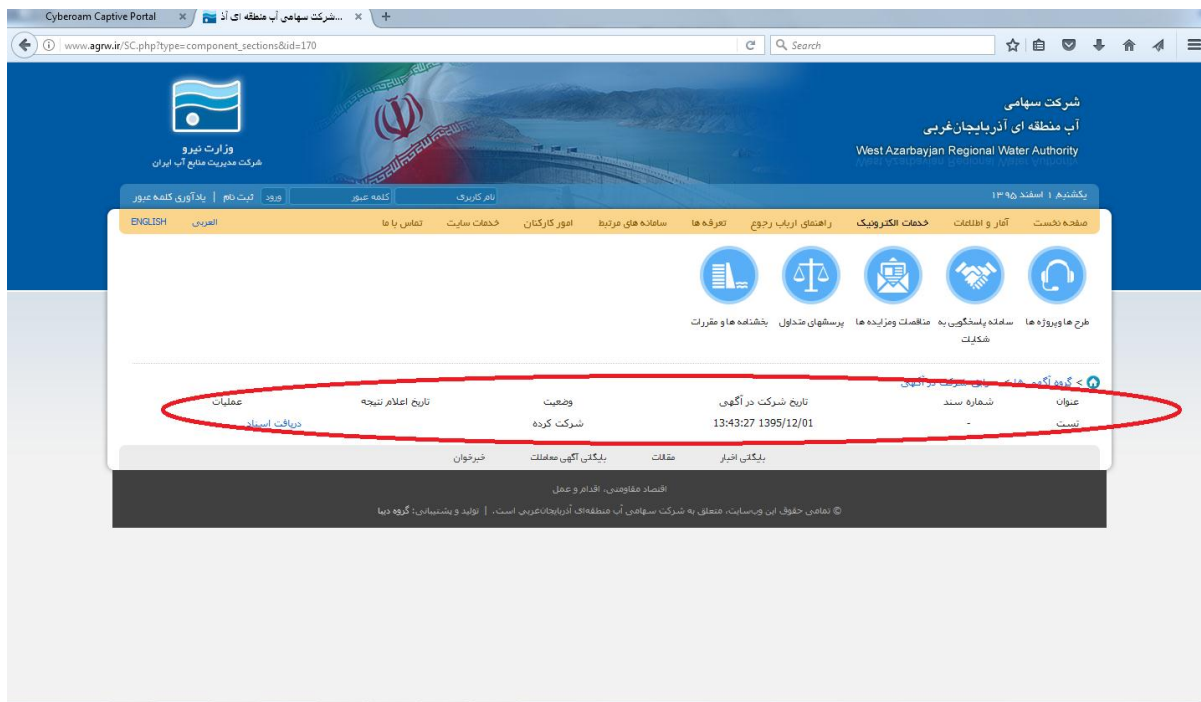 Cyberoam Captive Portal
شرکت سهامی آب منطقه ای آذ...
www.agrw.ir/SC.php?type=component_sections&id=170
Search
شرکت سهامی
آب منطقه ای آذربایجان‌غربی
West Azarbayjan Regional Water Authority
وزارت نیرو
شرکت مدیریت منابع آب ایران
یکشنبه، ۱ اسفند ۱۳۹۵
نام کاربری
کلمه عبور
ورود
ثبت نام | یادآوری کلمه عبور
صفحه نخست آمار و اطلاعات خدمات الکترونیک راهنمای ارباب رجوع تعرفه ها سامانه های مرتبط امور کارکنان خدمات سایت تماس با ما العربی ENGLISH
طرح ها وپروژه ها
سامانه پاسخگویی به شکایات
مناقصات ومزایده ها
پرسشهای متداول
بخشنامه ها و مقررات
> گروه آگهی ها > شرکت در آگهی
عنوان شماره سند تاریخ شرکت در آگهی وضعیت تاریخ اعلام نتیجه عملیات
تست - 1395/12/01 13:43:27 شرکت کرده دریافت اسناد
بایگانی اخبار مقالات بایگانی آگهی معاملات خبرخوان
اقتصاد مقاومتی، اقدام و عمل
© تمامی حقوق این وب‌سایت، متعلق به شرکت سهامی آب منطقه‌ای آذربایجان‌غربی است. | تولید و پشتیبانی: گروه دیبا